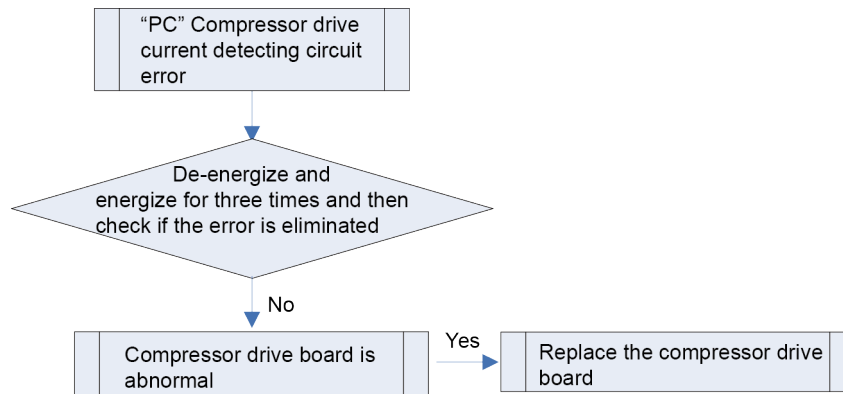 “PC” Compressor drive
current detecting circuit
error
De-energize and
energize for three times and then
check if the error is eliminated
No
Compressor drive board is
abnormal
Yes
Replace the compressor drive
board